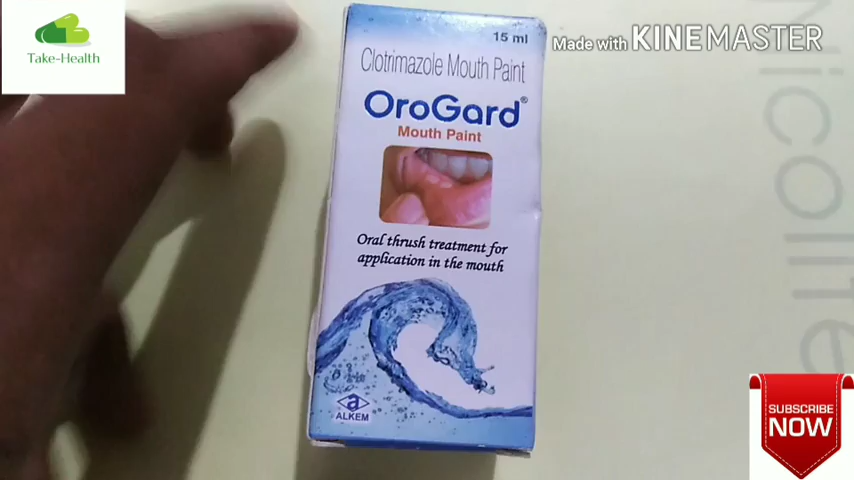 Take-Health
Made with KINEMASTER
15 ml
Clotrimazole Mouth Paint
OroGard®
Mouth Paint
Oral thrush treatment for
application in the mouth
a
ALKEM
Nicolife
SUBSCRIBE
NOW